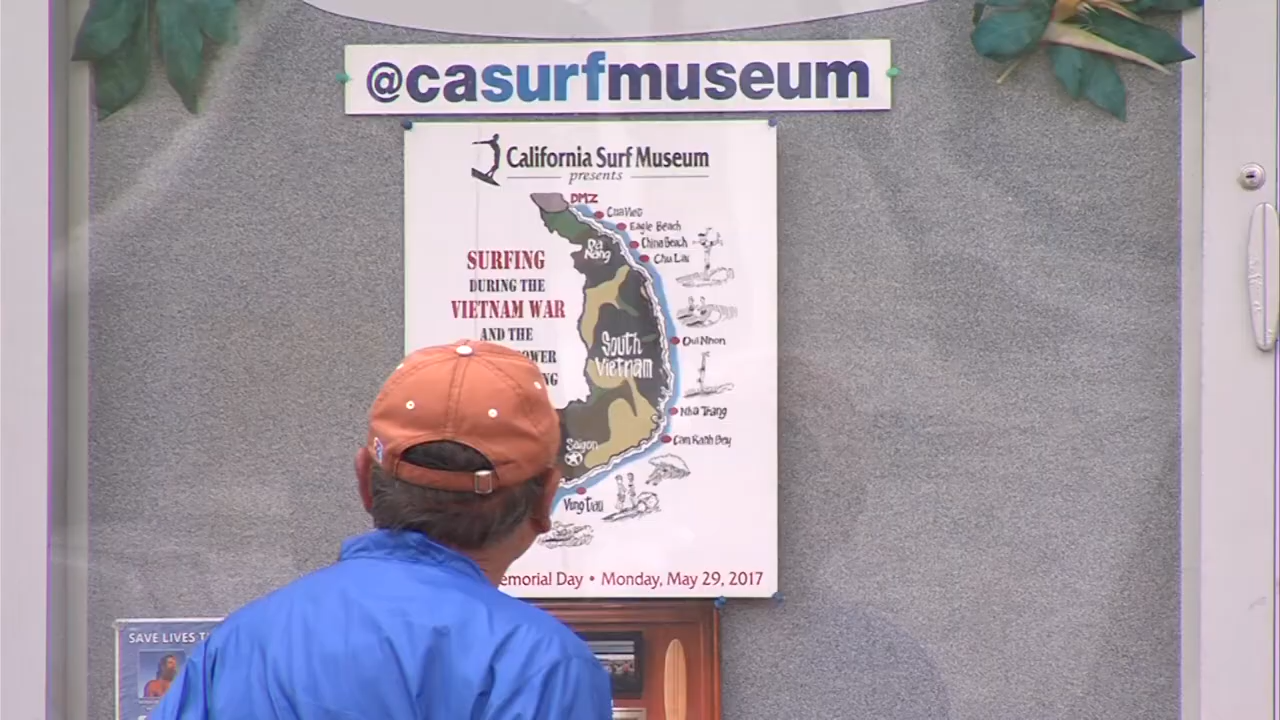 @casurfmuseum
California Surf Museum
presents
DMZ
Cua Viet
Eagle Beach
China Beach
Chu Lai
Da
Nang
SURFING
DURING THE
VIETNAM WAR
AND THE
OWER
NG
South
Vietnam
Qui Nhon
Nha Trang
Cam Ranh Bay
Saigon
Vung Tau
emorial Day • Monday, May 29, 2017
SAVE LIVES T